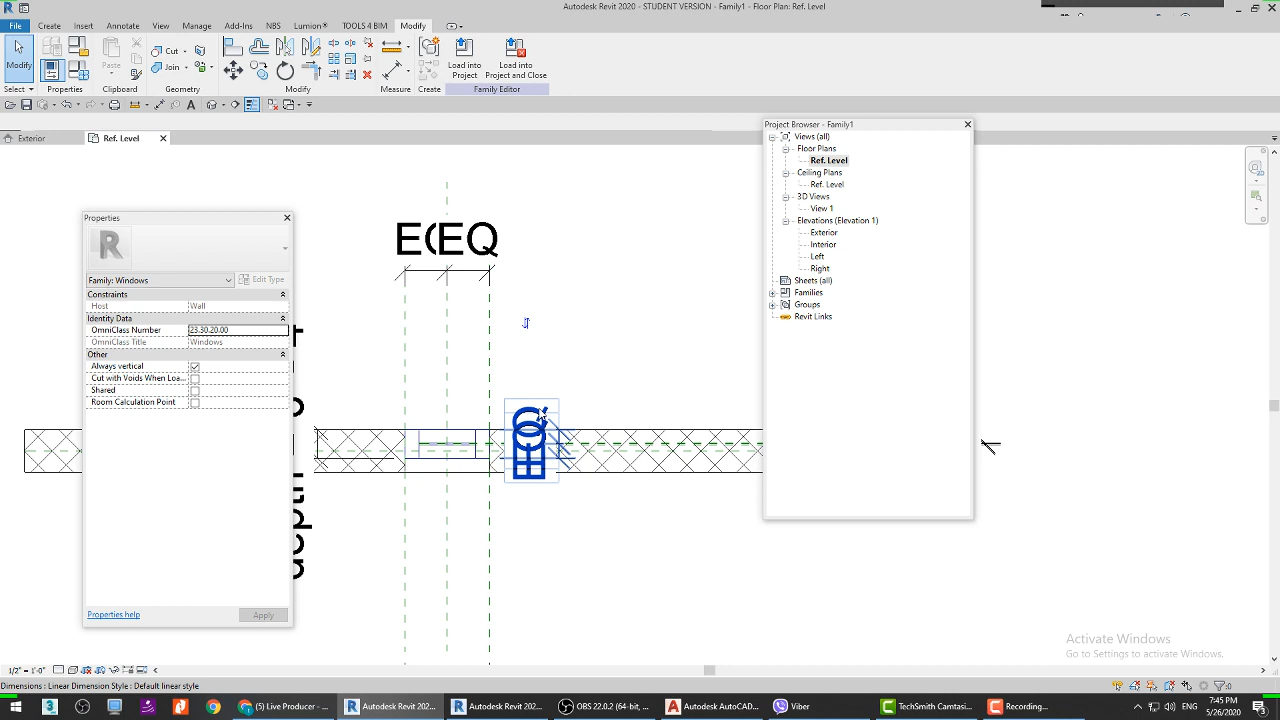 Autodesk Revit 2020 - STUDENT VERSION - Family1 - Floor Plan: Ref. Level
File Create Insert Annotate View Manage Add-Ins NBS Lumion® TOOLS 4 BIM Modify
Modify Paste Cut Join Load into Project Load into Project and Close
Select Properties Clipboard Geometry Modify Measure Create Family Editor
Exterior Ref. Level
Project Browser - Family1
Views (all)
Floor Plans
Ref. Level
Ceiling Plans
Ref. Level
3D Views
View 1
Elevations (Elevation 1)
Exterior
Interior
Left
Right
Sheets (all)
Families
Groups
Revit Links
Properties
Family: Windows Edit Type
Constraints
Host Wall
Identity Data
OmniClass Number 23.30.20.00
OmniClass Title Windows
Other
Always vertical
Cut with Voids When Loa...
Shared
Room Calculation Point
Properties help Apply
EQ
Activate Windows
Go to Settings to activate Windows.
1/2" = 1'-0"
Dimensions : Linear Dimension Style : Default linear style
:0
(1) Live Producer - ... Autodesk Revit 202... Autodesk Revit 202... OBS 22.0.2 (64-bit, ... Autodesk AutoCAD... Viber TechSmith Camtasi... Recording...
7:45 PM
5/26/2020